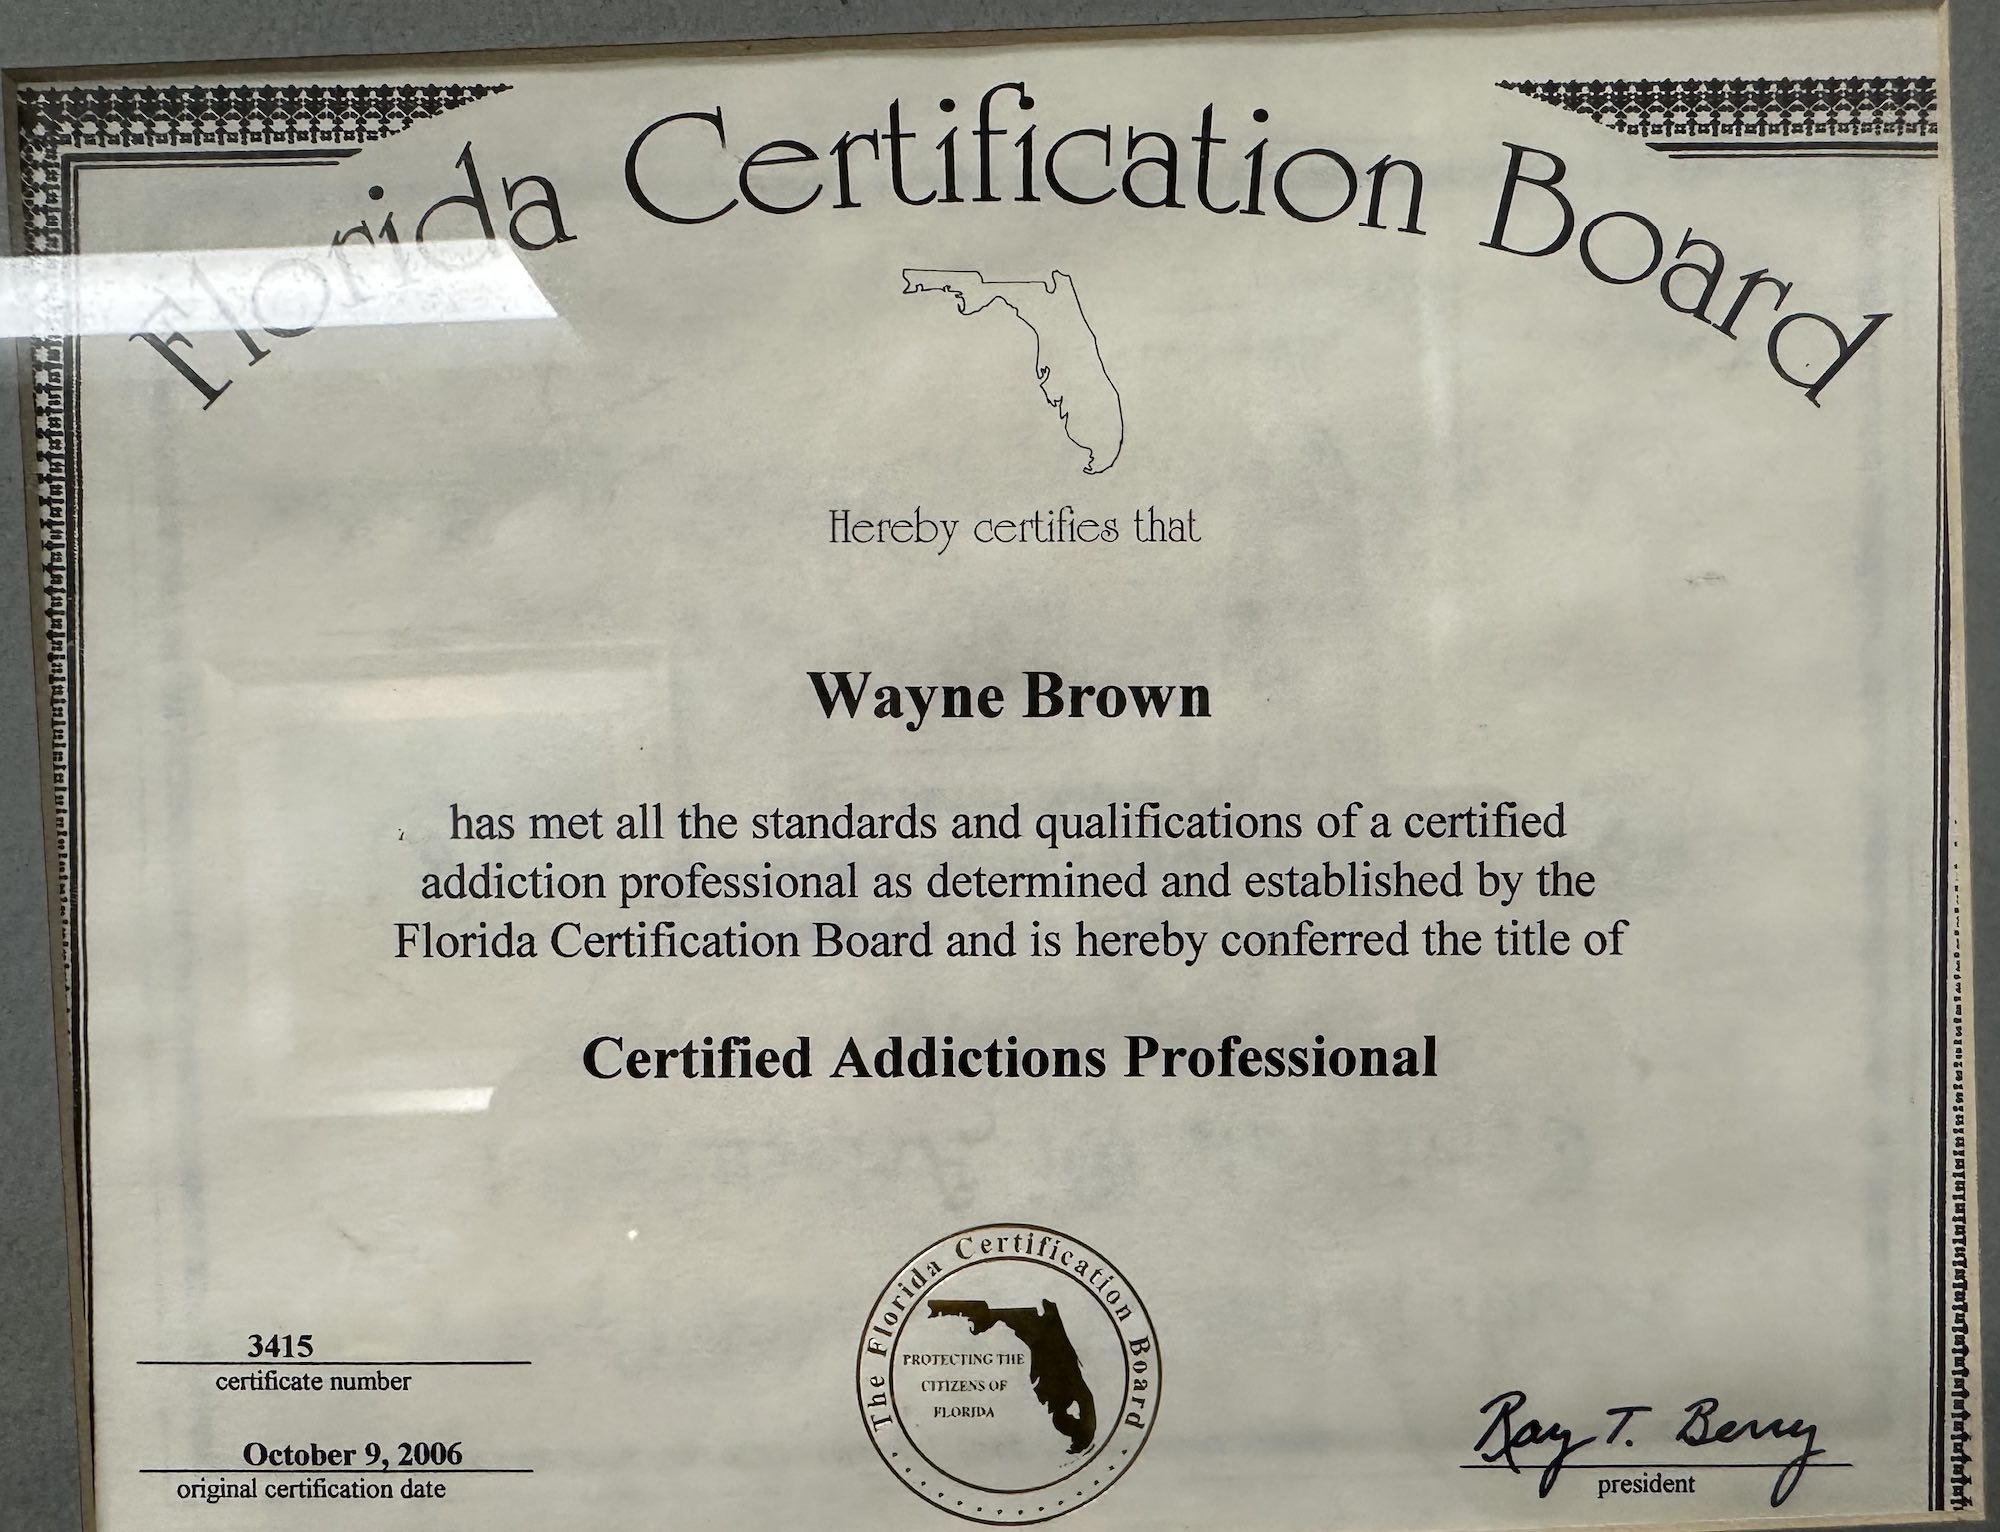 Florida Certification Board
Hereby certifies that
Wayne Brown
has met all the standards and qualifications of a certified
addiction professional as determined and established by the
Florida Certification Board and is hereby conferred the title of
Certified Addictions Professional
3415
certificate number
October 9, 2006
original certification date
The Florida Certification Board
PROTECTING THE
CITIZENS OF
FLORIDA
Ray T. Berry
president